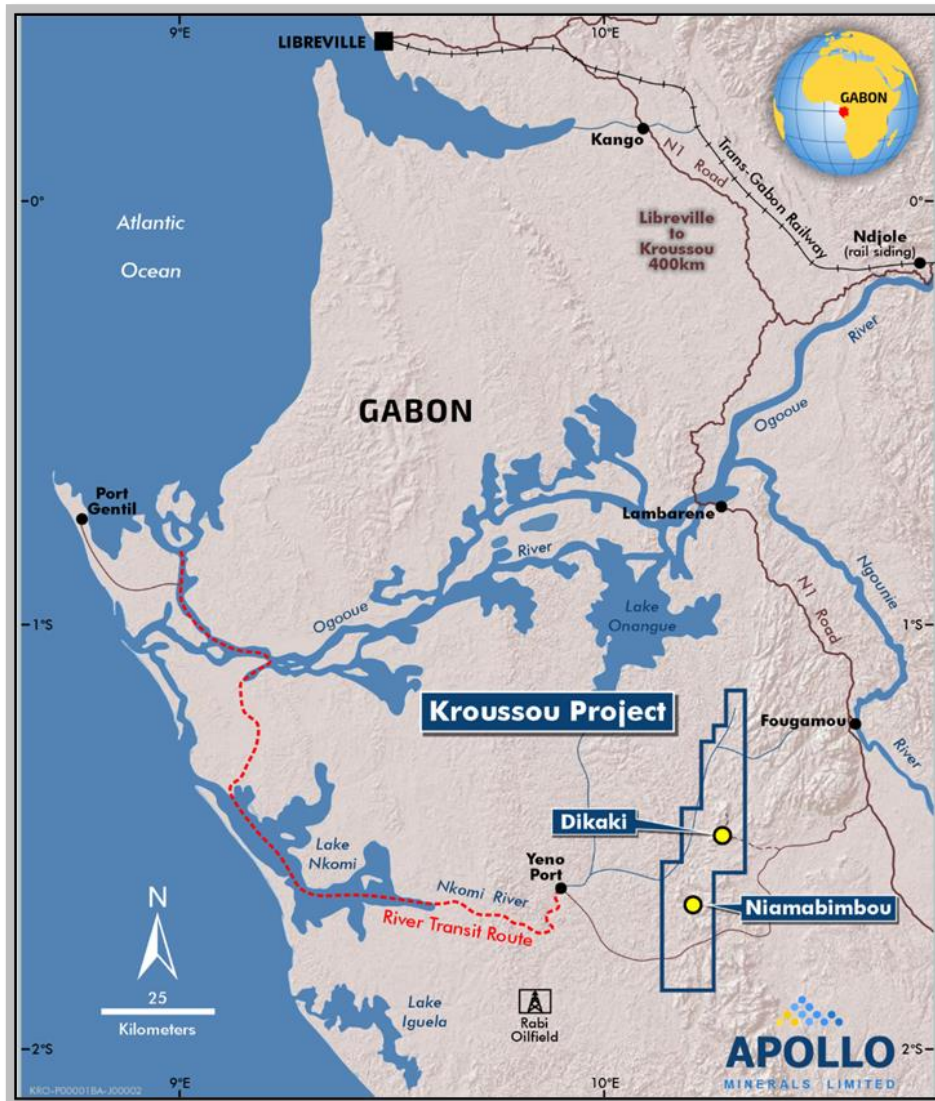 9°E
10°E
LIBREVILLE
GABON
Kango
N1 Road
Trans-Gabon Railway
0°
0°
Atlantic
Ocean
Libreville
to
Kroussou
400km
Ndjole
(rail siding)
River
Ogooue
GABON
Port
Gentil
Lambarene
River
Ogooue
Lake
Onangue
Ngounie
River
N1 Road
1°S
1°S
Kroussou Project
Fougamou
Dikaki
Lake
Nkomi
Yeno
Port
Nkomi River
River Transit Route
Niamabimbou
N
25
Kilometers
Lake
Iguela
Rabi
Oilfield
APOLLO
MINERALS LIMITED
2°S
2°S
KRO-P00001BA-J00002
9°E
10°E